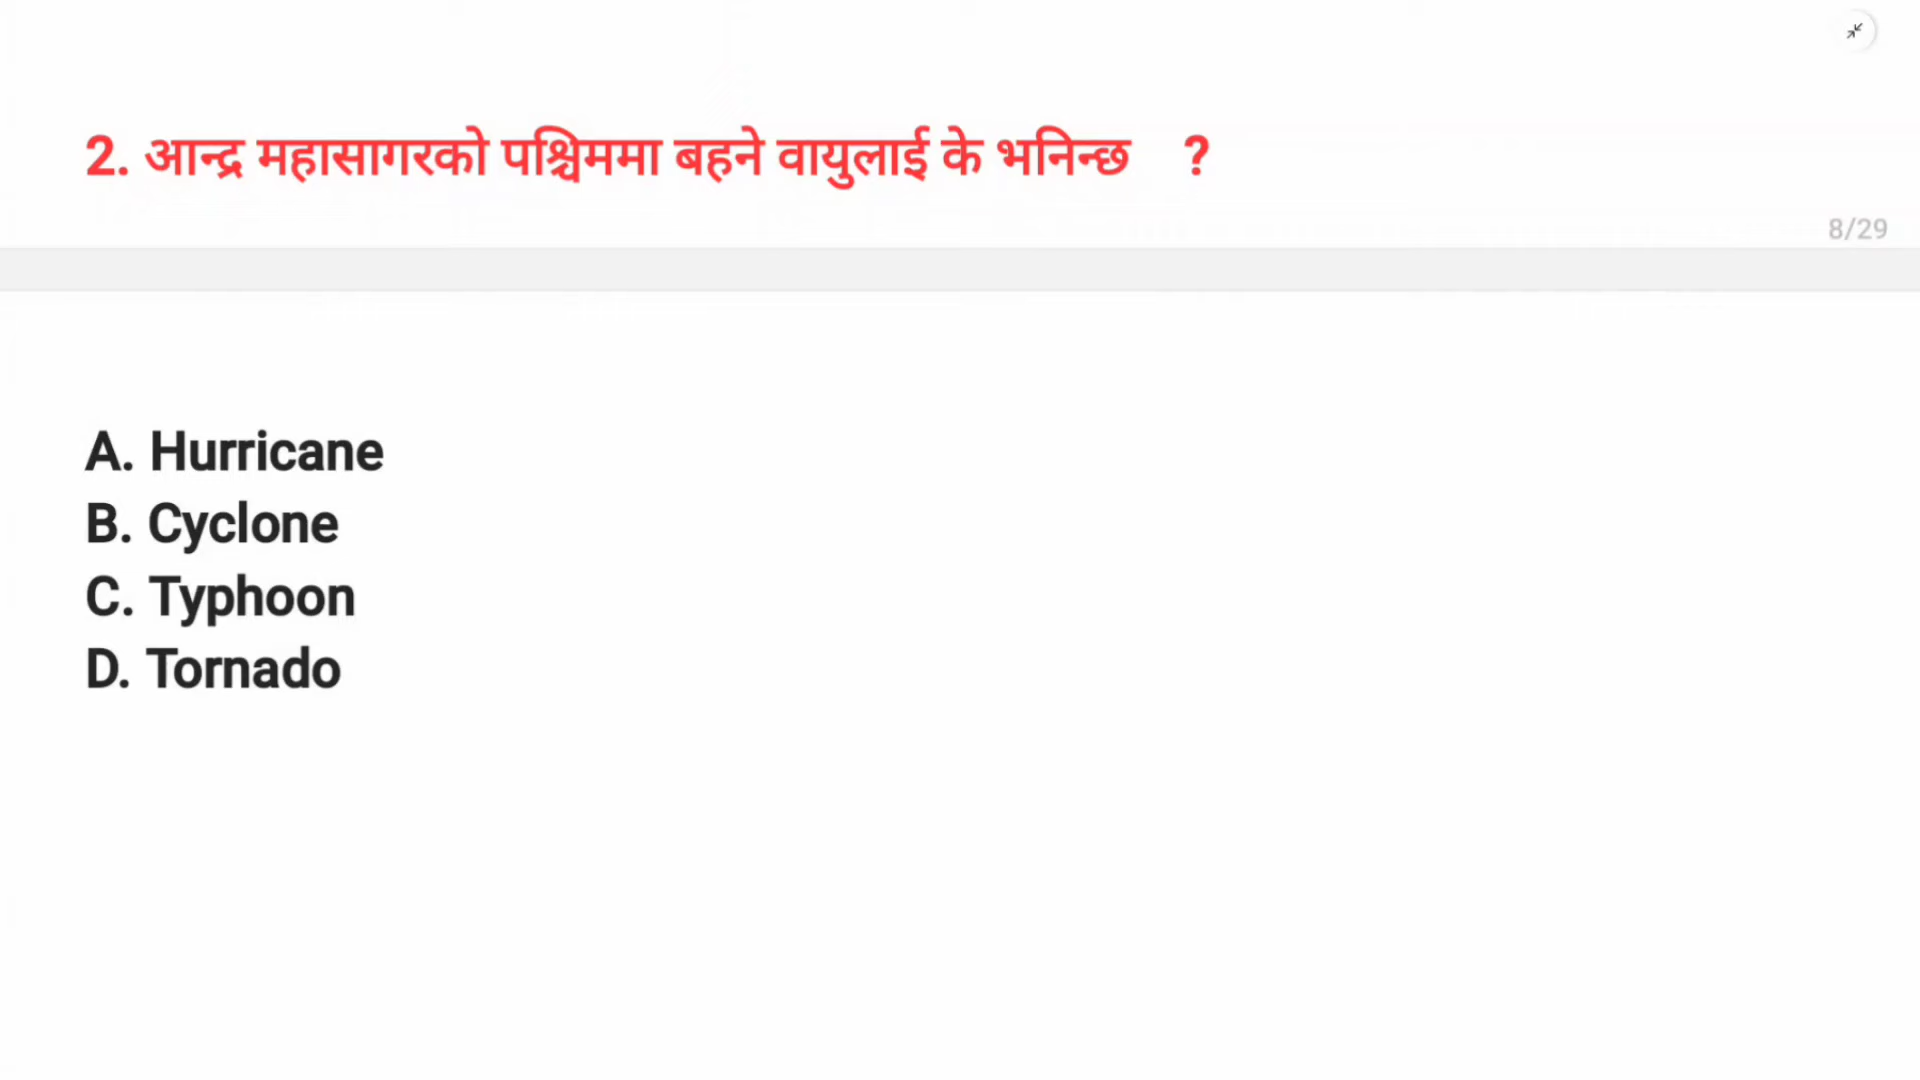 2. आन्द्र महासागरको पश्चिममा बहने वायुलाई के भनिन्छ ?
8/29
A. Hurricane
B. Cyclone
C. Typhoon
D. Tornado